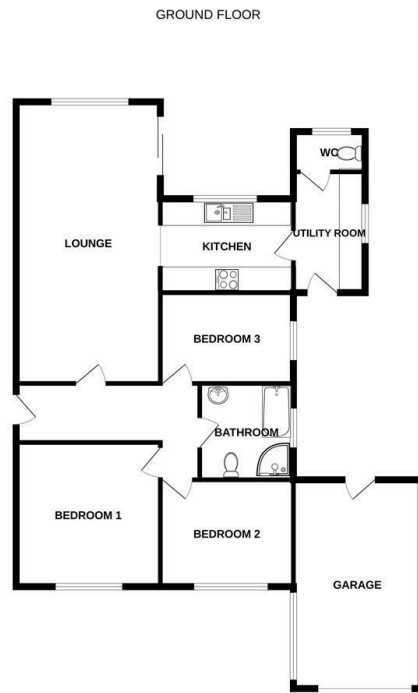 GROUND FLOOR
WC
UTILITY ROOM
LOUNGE
KITCHEN
BEDROOM 3
BATHROOM
BEDROOM 1
BEDROOM 2
GARAGE